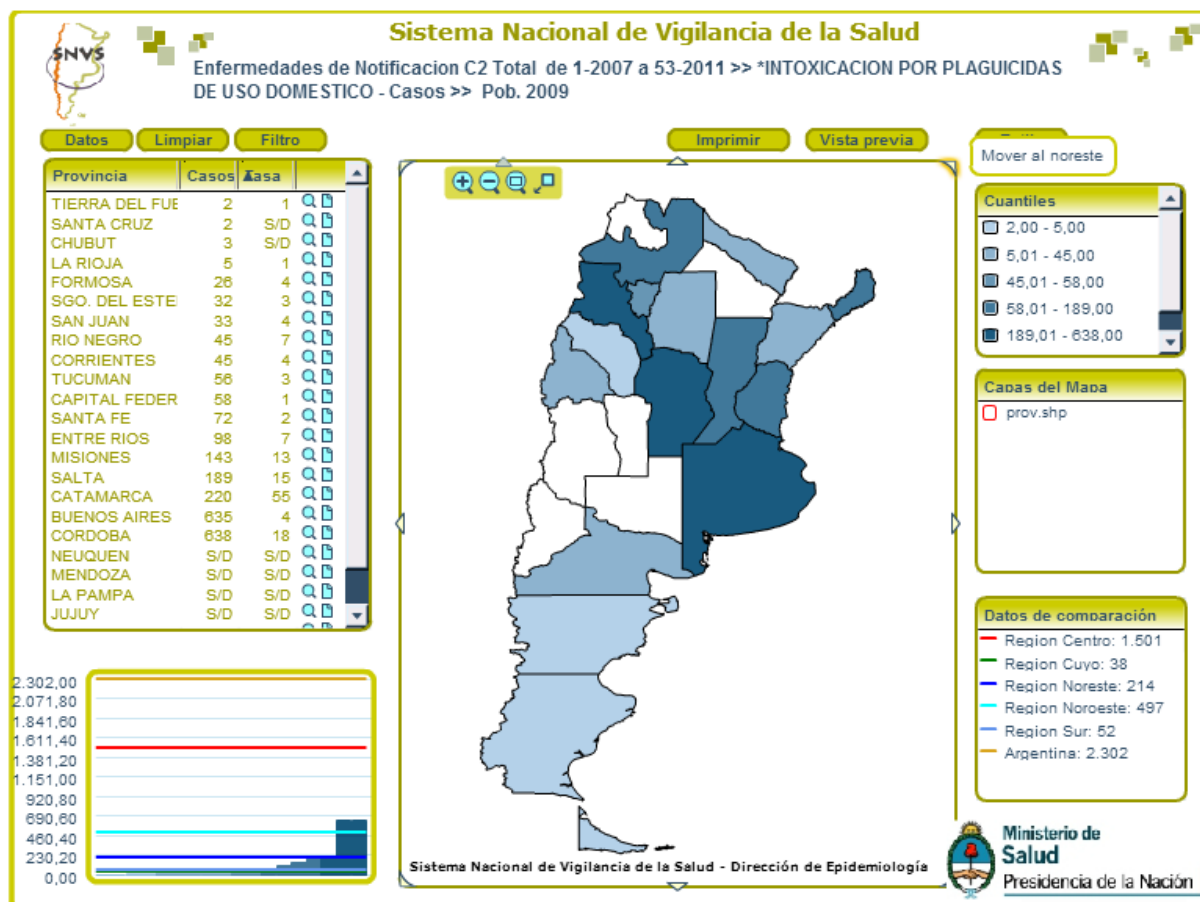 SNVS
Sistema Nacional de Vigilancia de la Salud
Enfermedades de Notificacion C2 Total de 1-2007 a 53-2011 >> *INTOXICACION POR PLAGUICIDAS
DE USO DOMESTICO - Casos >> Pob. 2009
Datos Limpiar Filtro
Imprimir Vista previa
Mover al noreste
Provincia Casos Tasa
TIERRA DEL FUE 2 1
SANTA CRUZ 2 S/D
CHUBUT 3 S/D
LA RIOJA 5 1
FORMOSA 26 4
SGO. DEL ESTE 32 3
SAN JUAN 33 4
RIO NEGRO 45 7
CORRIENTES 45 4
TUCUMAN 56 3
CAPITAL FEDER 58 1
SANTA FE 72 2
ENTRE RIOS 98 7
MISIONES 143 13
SALTA 189 15
CATAMARCA 220 55
BUENOS AIRES 635 4
CORDOBA 638 18
NEUQUEN S/D S/D
MENDOZA S/D S/D
LA PAMPA S/D S/D
JUJUY S/D S/D
Cuantiles
2,00 - 5,00
5,01 - 45,00
45,01 - 58,00
58,01 - 189,00
189,01 - 638,00
Capas del Mapa
prov.shp
Datos de comparación
Region Centro: 1.501
Region Cuyo: 38
Region Noreste: 214
Region Noroeste: 497
Region Sur: 52
Argentina: 2.302
2.302,00
2.071,80
1.841,60
1.611,40
1.381,20
1.151,00
920,80
690,60
460,40
230,20
0,00
Sistema Nacional de Vigilancia de la Salud - Dirección de Epidemiología
Ministerio de
Salud
Presidencia de la Nación